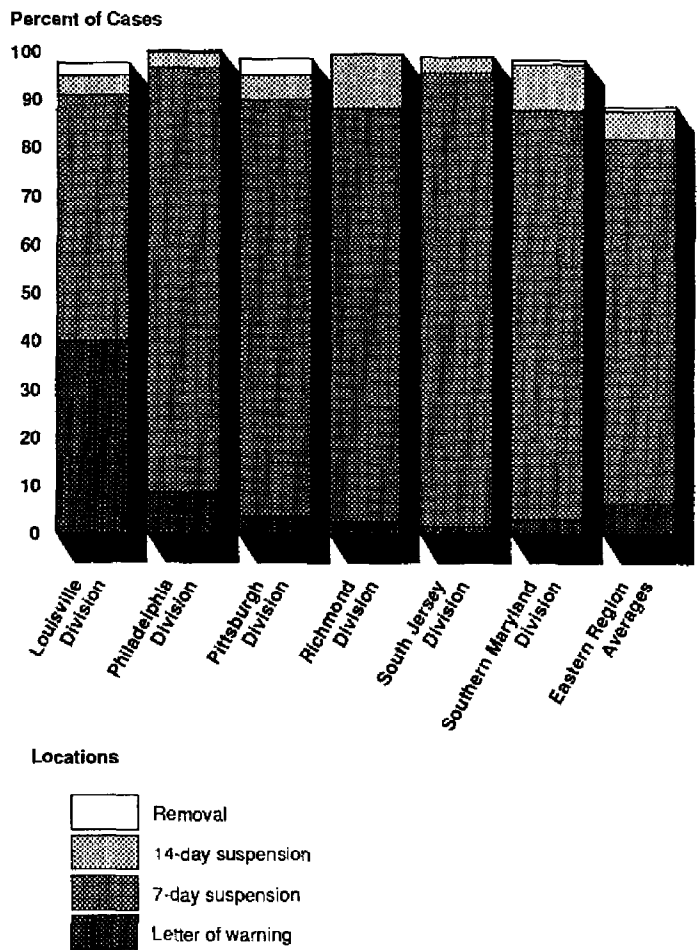 Percent of Cases
100
90
80
70
60
50
40
30
20
10
0
Louisville
Division
Philadelphia
Division
Pittsburgh
Division
Richmond
Division
South Jersey
Division
Southern Maryland
Division
Eastern Region
Averages
Locations
Removal
14-day suspension
7-day suspension
Letter of warning